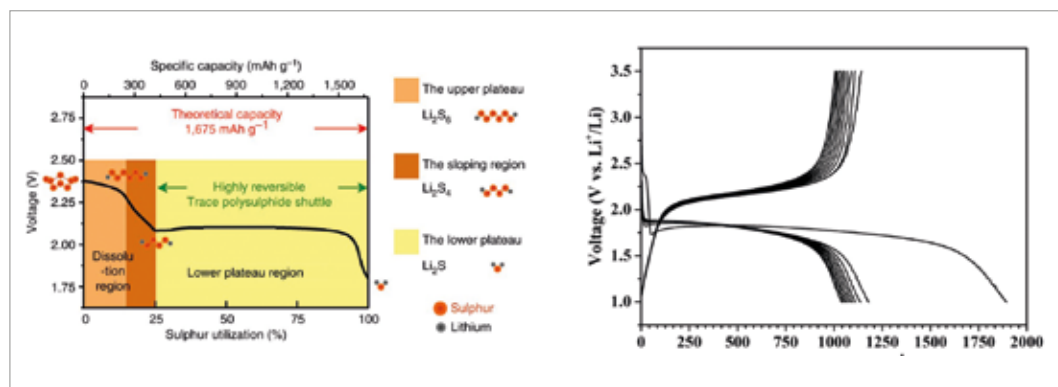 Specific capacity (mAh g⁻¹)
0 300 600 900 1,200 1,500
Theoretical capacity
1,675 mAh g⁻¹
Highly reversible
Trace polysulphide shuttle
Dissolu
-tion
region
Lower plateau region
2.75
2.50
2.25
2.00
1.75
Voltage (V)
0 25 50 75 100
Sulphur utilization (%)
The upper plateau
Li₂S₆
The sloping region
Li₂S₄
The lower plateau
Li₂S
Sulphur
Lithium
Voltage (V vs. Li⁺/Li)
3.5
3.0
2.5
2.0
1.5
1.0
0 250 500 750 1000 1250 1500 1750 2000